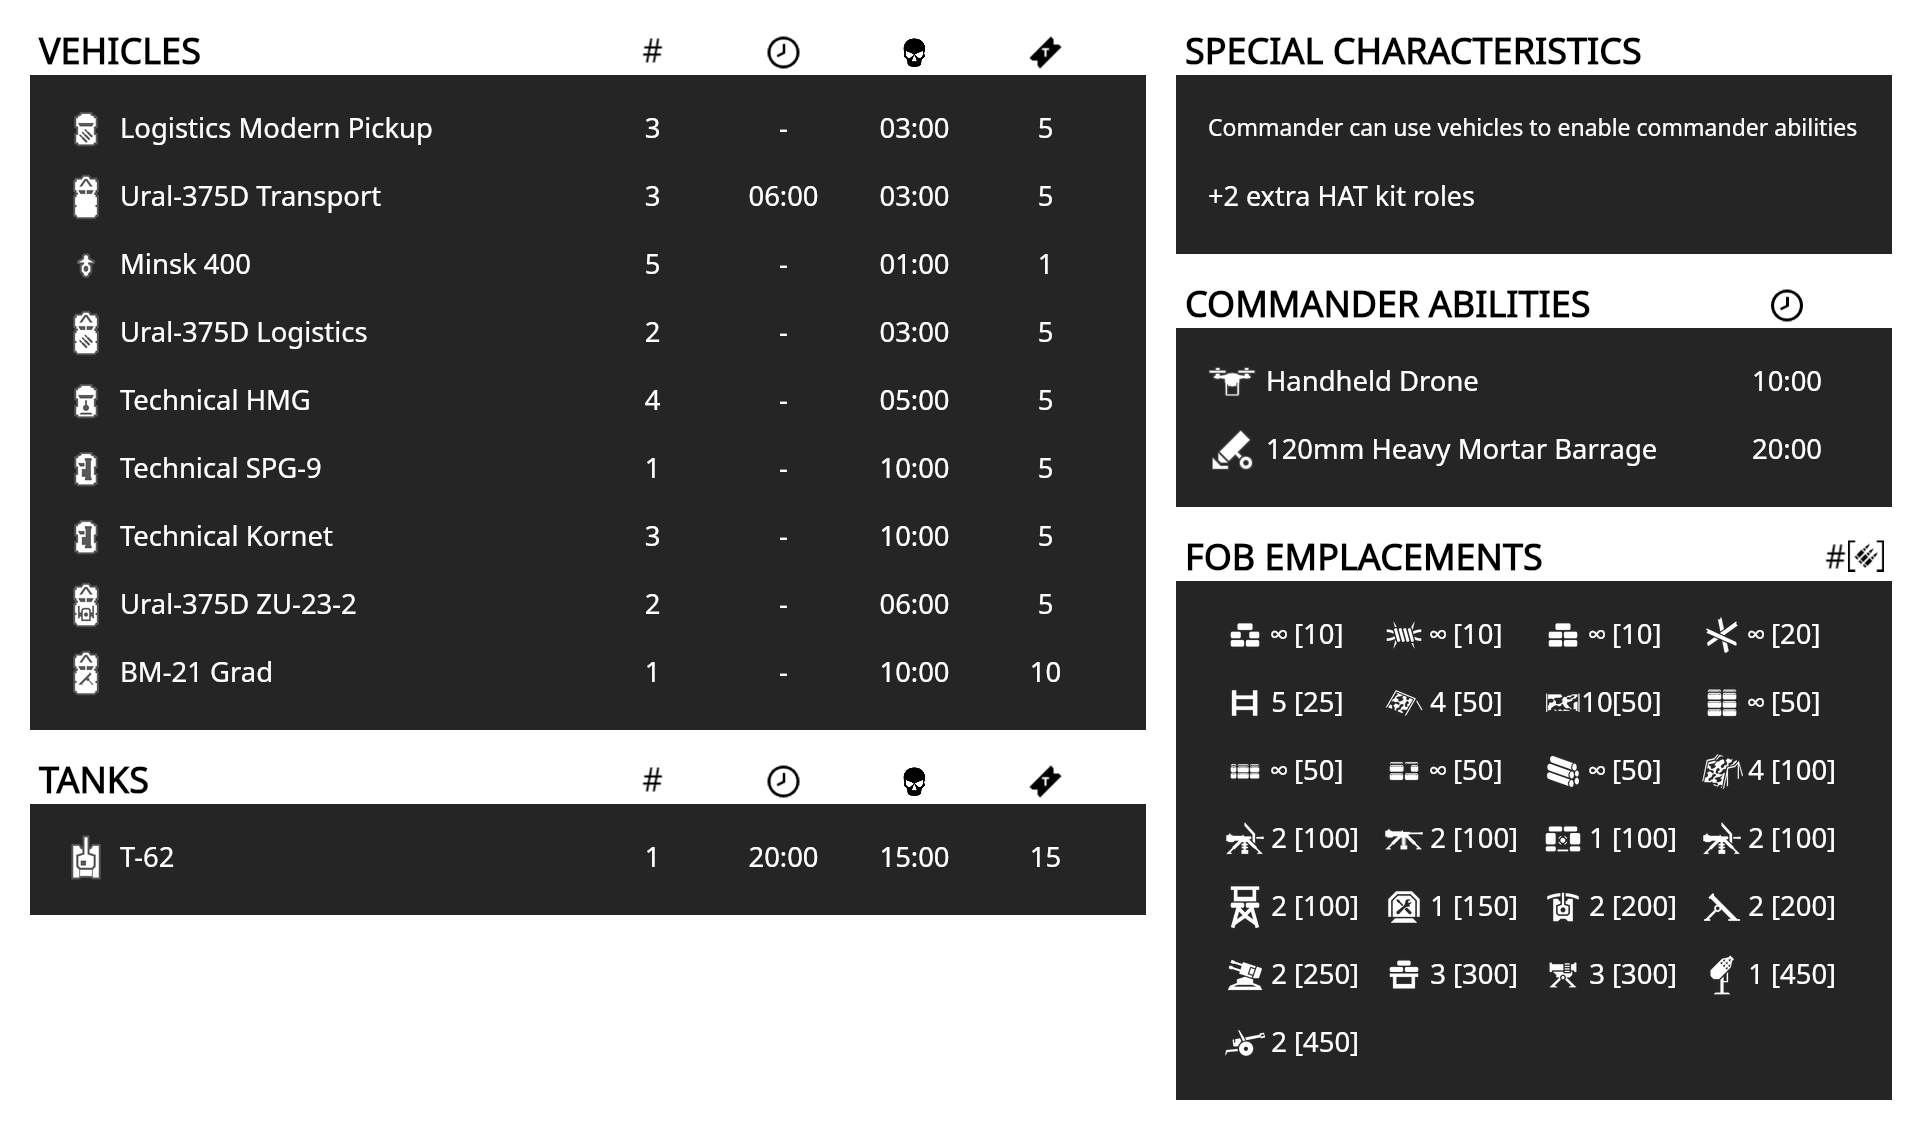 VEHICLES #
Logistics Modern Pickup 3 - 03:00 5
Ural-375D Transport 3 06:00 03:00 5
Minsk 400 5 - 01:00 1
Ural-375D Logistics 2 - 03:00 5
Technical HMG 4 - 05:00 5
Technical SPG-9 1 - 10:00 5
Technical Kornet 3 - 10:00 5
Ural-375D ZU-23-2 2 - 06:00 5
BM-21 Grad 1 - 10:00 10
TANKS #
T-62 1 20:00 15:00 15
SPECIAL CHARACTERISTICS
Commander can use vehicles to enable commander abilities
+2 extra HAT kit roles
COMMANDER ABILITIES
Handheld Drone 10:00
120mm Heavy Mortar Barrage 20:00
FOB EMPLACEMENTS #[ ]
∞ [10] ∞ [10] ∞ [10] ∞ [20]
5 [25] 4 [50] 10[50] ∞ [50]
∞ [50] ∞ [50] ∞ [50] 4 [100]
2 [100] 2 [100] 1 [100] 2 [100]
2 [100] 1 [150] 2 [200] 2 [200]
2 [250] 3 [300] 3 [300] 1 [450]
2 [450]